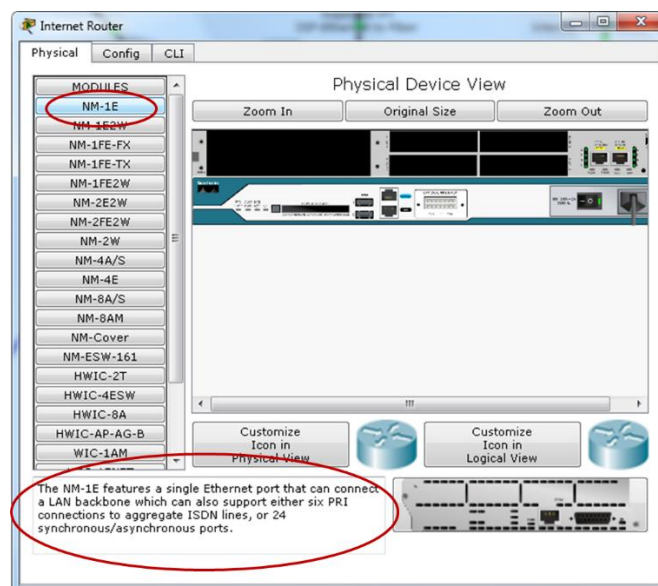 Internet Router
Physical
Config
CLI
MODULES
NM-1E
NM-1E2W
NM-1FE-FX
NM-1FE-TX
NM-1FE2W
NM-2E2W
NM-2FE2W
NM-2W
NM-4A/S
NM-4E
NM-8A/S
NM-8AM
NM-Cover
NM-ESW-161
HWIC-2T
HWIC-4ESW
HWIC-8A
HWIC-AP-AG-B
WIC-1AM
Physical Device View
Zoom In
Original Size
Zoom Out
Customize
Icon in
Physical View
Customize
Icon in
Logical View
The NM-1E features a single Ethernet port that can connect
a LAN backbone which can also support either six PRI
connections to aggregate ISDN lines, or 24
synchronous/asynchronous ports.